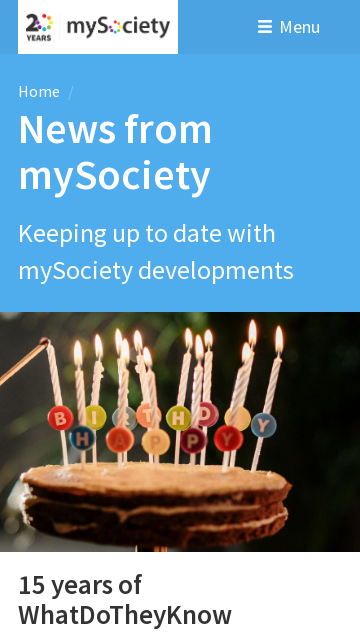 20 YEARS mySociety
Menu
Home /
News from
mySociety
Keeping up to date with
mySociety developments
BIRTHDAY
HAPPY
15 years of
WhatDoTheyKnow